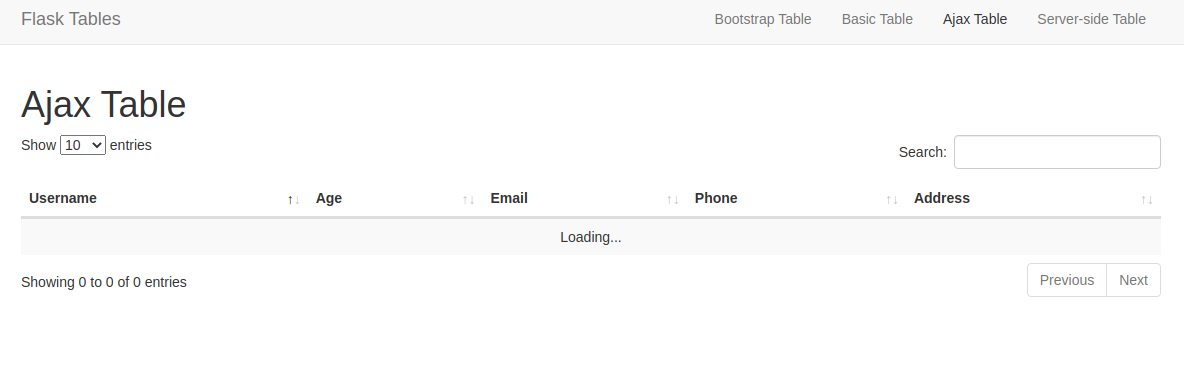 Flask Tables Bootstrap Table Basic Table Ajax Table Server-side Table
Ajax Table
Show 10 entries
Search:
Username ↑↓ Age ↑↓ Email ↑↓ Phone ↑↓ Address ↑↓
Loading...
Showing 0 to 0 of 0 entries
Previous Next